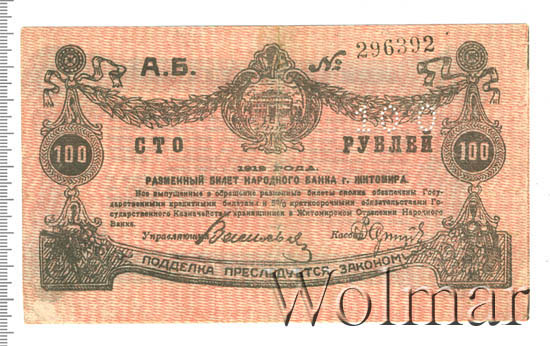 А.Б.
№ 296392
100
СТО РУБЛЕЙ
100 100
1919 ГОДА
РАЗМЕННЫЙ БИЛЕТ НАРОДНОГО БАНКА г. ЖИТОМИРА.
Все выпущенные в обращение разменные билеты сполна обеспечены Госу-
дарственными кредитными билетами и 5% краткосрочными обязательствами Го-
сударственного Казначейства хранящимися в Житомирском Отделении Народного
Банка.
Управляющий Кассир
ПОДДЕЛКА ПРЕСЛЕДУЕТСЯ ЗАКОНОМ.
Wolmar